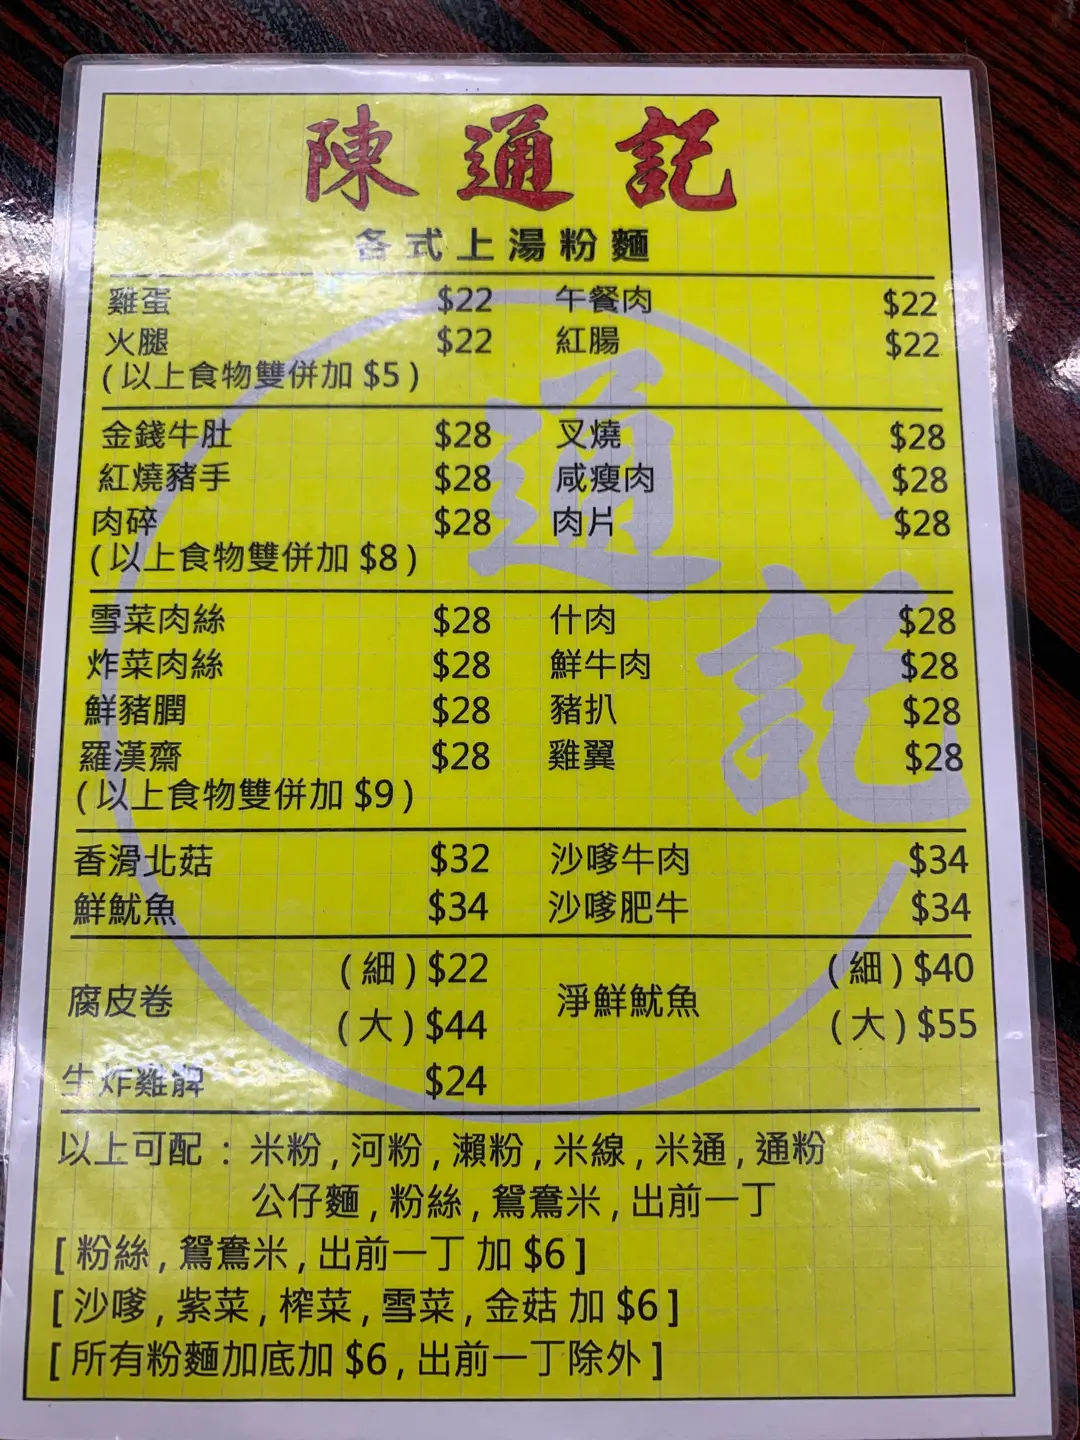 陳通記
各式上湯粉麵
雞蛋 $22 午餐肉 $22
火腿 $22 紅腸 $22
(以上食物雙併加 $5)
金錢牛肚 $28 叉燒 $28
紅燒豬手 $28 咸瘦肉 $28
肉碎 $28 肉片 $28
(以上食物雙併加 $8)
雪菜肉絲 $28 什肉 $28
炸菜肉絲 $28 鮮牛肉 $28
鮮豬膶 $28 豬扒 $28
羅漢齋 $28 雞翼 $28
(以上食物雙併加 $9)
香滑北菇 $32 沙嗲牛肉 $34
鮮魷魚 $34 沙嗲肥牛 $34
腐皮卷 (細) $22 淨鮮魷魚 (細) $40
(大) $44 (大) $55
生炸雞髀 $24
以上可配 : 米粉 , 河粉 , 瀨粉 , 米線 , 米通 , 通粉
公仔麵 , 粉絲 , 鴛鴦米 , 出前一丁
[ 粉絲 , 鴛鴦米 , 出前一丁 加 $6 ]
[ 沙嗲 , 紫菜 , 榨菜 , 雪菜 , 金菇 加 $6 ]
[ 所有粉麵加底加 $6 , 出前一丁除外 ]
通記